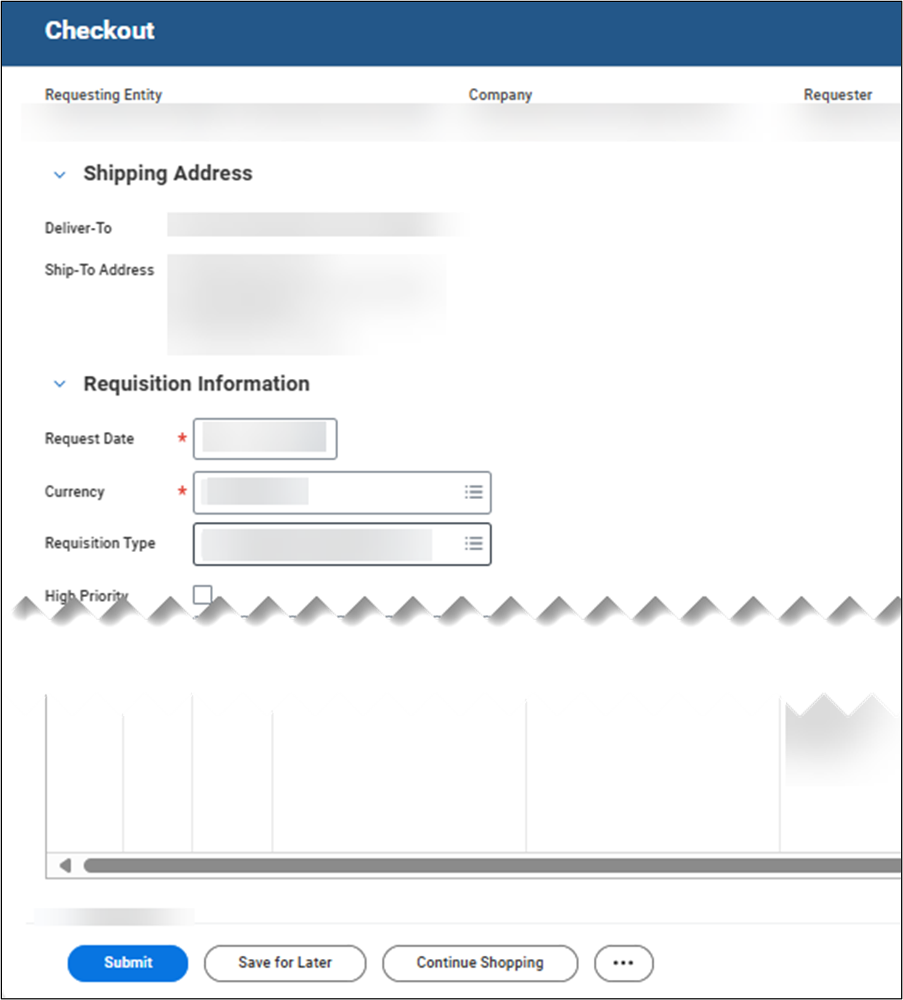 Checkout
Requesting Entity Company Requester
Shipping Address
Deliver-To
Ship-To Address
Requisition Information
Request Date *
Currency *
Requisition Type
High Priority
Submit Save for Later Continue Shopping •••